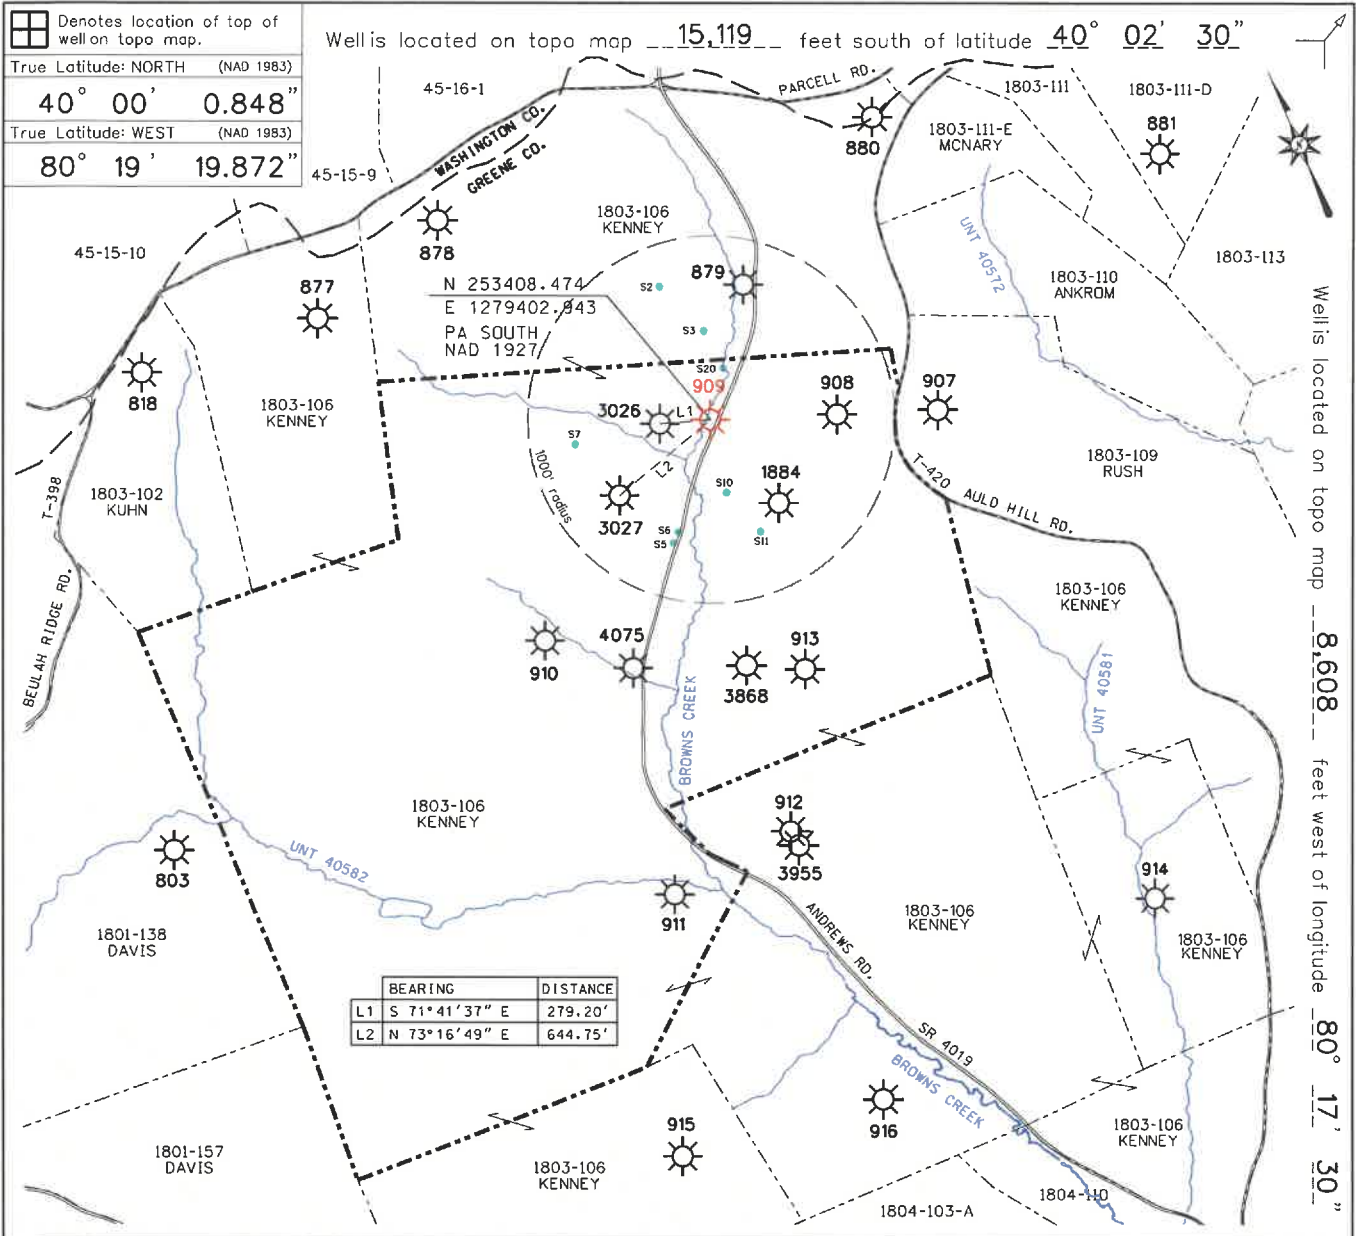 Denotes location of top of
well on topo map.
True Latitude: NORTH (NAD 1983)
40° 00' 0.848"
True Latitude: WEST (NAD 1983)
80° 19' 19.872"
Well is located on topo map 15,119 feet south of latitude 40° 02' 30"
Well is located on topo map 8,608 feet west of longitude 80° 17' 30"
45-16-1
PARCELL RD.
1803-111
1803-111-D
WASHINGTON CO.
GREENE CO.
880
1803-111-E
MCNARY
881
N
45-15-9
878
1803-106
KENNEY
UNT 40572
45-15-10
877
N 253408.474
E 1279402.943
PA SOUTH
NAD 1927
S2
879
1803-110
ANKROM
1803-113
S3
818
1803-106
KENNEY
S20
909
908
907
3026
L1
S7
L2
1000' radius
3027
S10
1884
S6
S5
S11
T-420
AULD HILL RD.
1803-109
RUSH
T-398
1803-102
KUHN
BEULAH RIDGE RD.
1803-106
KENNEY
910
4075
3868
913
BROWNS CREEK
UNT 40581
1803-106
KENNEY
912
3955
803
UNT 40582
911
914
1801-138
DAVIS
ANDREWS RD.
1803-106
KENNEY
1803-106
KENNEY
BEARING DISTANCE
L1 S 71°41'37" E 279.20'
L2 N 73°16'49" E 644.75'
SR 4019
BROWNS CREEK
915
916
1803-106
KENNEY
1801-157
DAVIS
1803-106
KENNEY
1804-110
1804-103-A